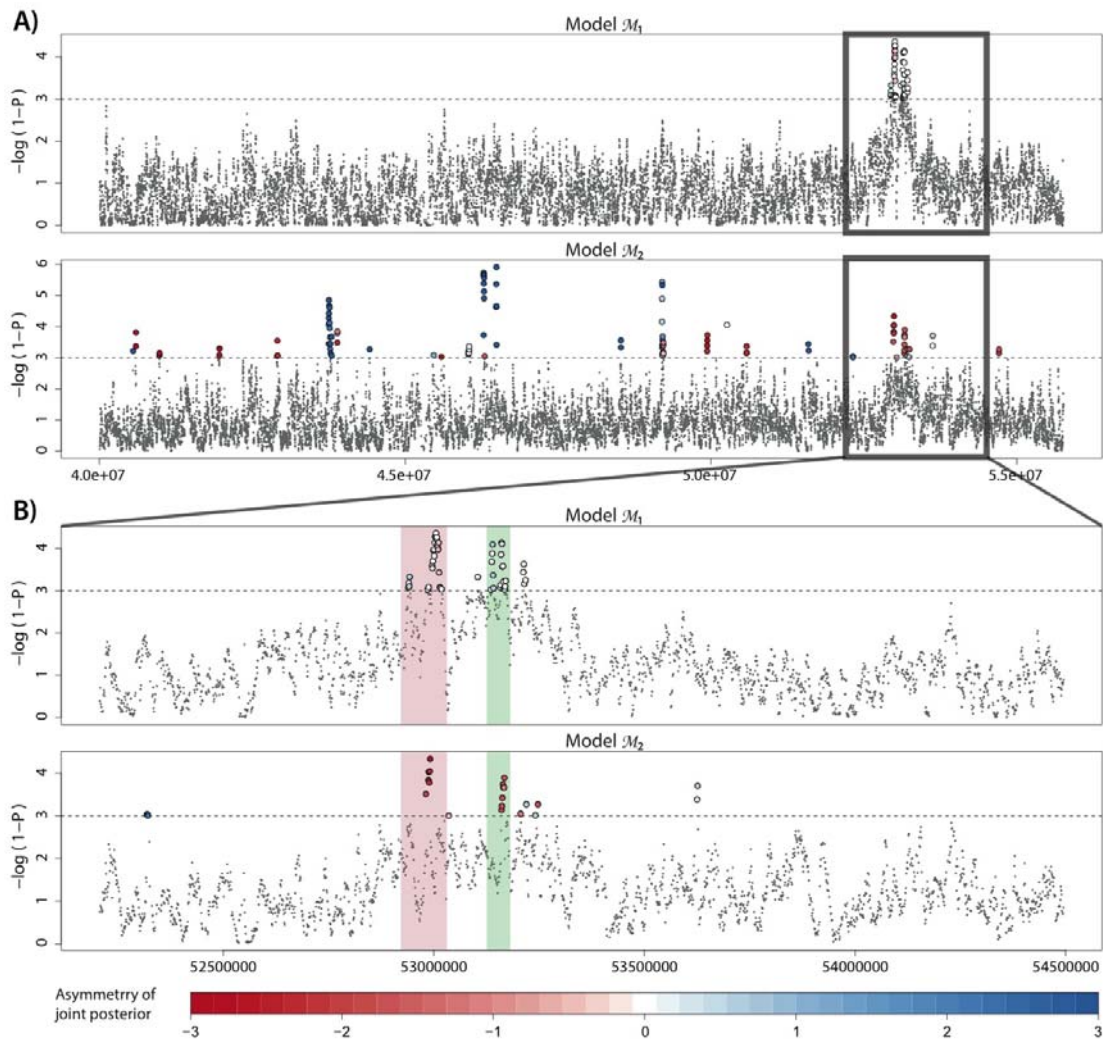 A)
Model ℳ1
4
3
2
1
0
−log (1−P)
Model ℳ2
6
5
4
3
2
1
0
−log (1−P)
4.0e+07 4.5e+07 5.0e+07 5.5e+07
B)
Model ℳ1
4
3
2
1
0
−log (1−P)
Model ℳ2
4
3
2
1
0
−log (1−P)
52500000 53000000 53500000 54000000 54500000
Asymmetrry of
joint posterior
−3 −2 −1 0 1 2 3